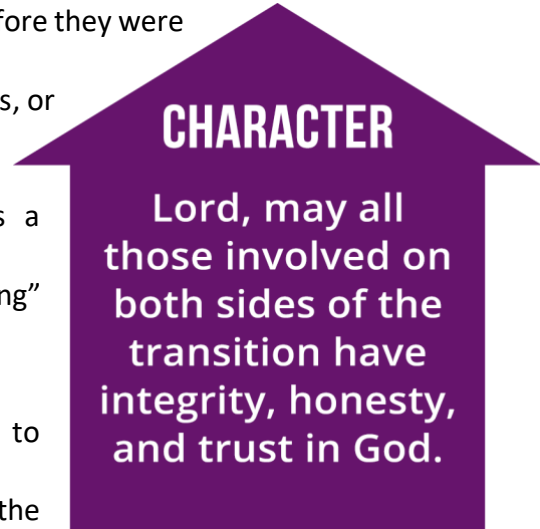 fore they were
s, or
CHARACTER
s a
Lord, may all
those involved on
ng”
both sides of the
transition have
integrity, honesty,
to
and trust in God.
the